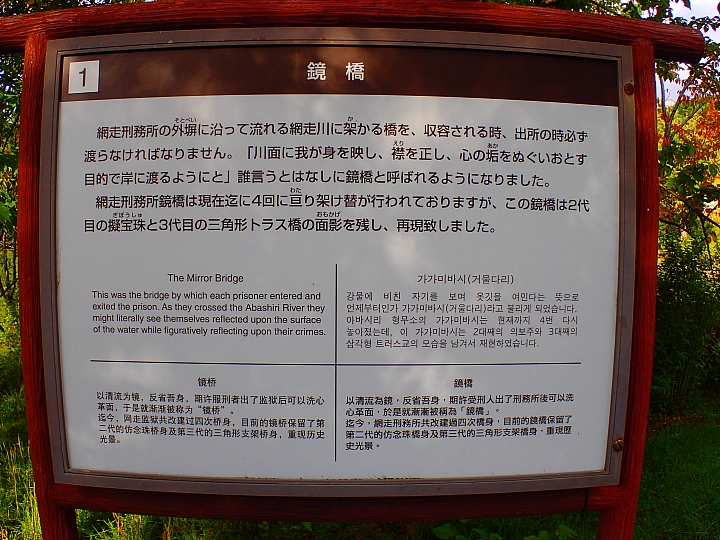 1
鏡橋
網走刑務所の外塀に沿って流れる網走川に架かる橋を、収容される時、出所の時必ず
渡らなければなりません。「川面に我が身を映し、襟を正し、心の垢をぬぐいおとす
目的で岸に渡るようにと」誰言うとはなしに鏡橋と呼ばれるようになりました。
網走刑務所鏡橋は現在迄に4回に亘り架け替が行われておりますが、この鏡橋は2代
目の擬宝珠と3代目の三角形トラス橋の面影を残し、再現致しました。
The Mirror Bridge
This was the bridge by which each prisoner entered and
exited the prison. As they crossed the Abashiri River they
might literally see themselves reflected upon the surface
of the water while figuratively reflecting upon their crimes.
가가미바시(거울다리)
강물에 비친 자기를 보며 옷깃을 여민다는 뜻으로
언제부터인가 가가미바시(거울다리)라고 불리게 되었습니다.
아바시리 형무소의 가가미바시는 현재까지 4번 다시
놓아졌는데, 이 가가미바시는 2대째의 의보주와 3대째의
삼각형 트러스교의 모습을 남겨서 재현하였습니다.
镜桥
以清流为镜，反省吾身，期许服刑者出了监狱后可以洗心
革面，于是就渐渐被称为“镜桥”。
迄今，网走监狱共改建过四次桥身，目前的镜桥保留了第
二代的仿念珠桥身及第三代的三角形支架桥身，重现历史
光景。
鏡橋
以清流為鏡，反省吾身，期許受刑人出了刑務所後可以洗
心革面，於是就漸漸被稱為「鏡橋」。
迄今，網走刑務所共改建過四次橋身，目前的鏡橋保留了
第二代的仿念珠橋身及第三代的三角形支架橋身，重現歷
史光景。